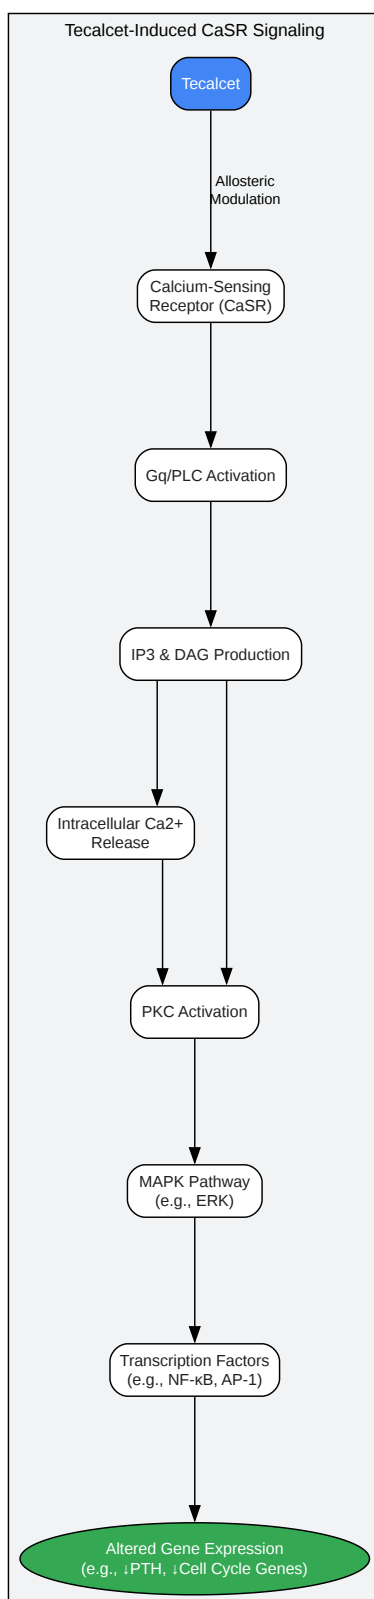 Tecalcet-Induced CaSR Signaling
Tecalcet
Allosteric
Modulation
Calcium-Sensing
Receptor (CaSR)
Gq/PLC Activation
IP3 & DAG Production
Intracellular Ca2+
Release
PKC Activation
MAPK Pathway
(e.g., ERK)
Transcription Factors
(e.g., NF-κB, AP-1)
Altered Gene Expression
(e.g., ↓PTH, ↓Cell Cycle Genes)